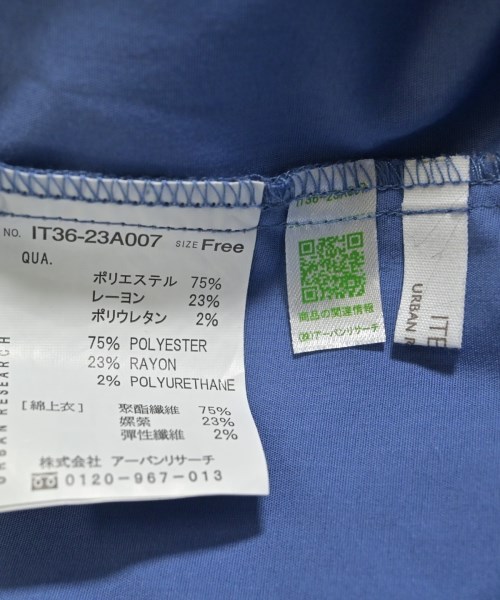 NO. IT36-23A007 SIZE Free
QUA.
ポリエステル 75%
レーヨン 23%
ポリウレタン 2%
75% POLYESTER
23% RAYON
2% POLYURETHANE
[綿上衣] 聚酯纖維 75%
嫘縈 23%
彈性纖維 2%
株式会社 アーバンリサーチ
0120-967-013
URBAN RESEARCH
商品の関連情報
(株)アーバンリサーチ
URBAN